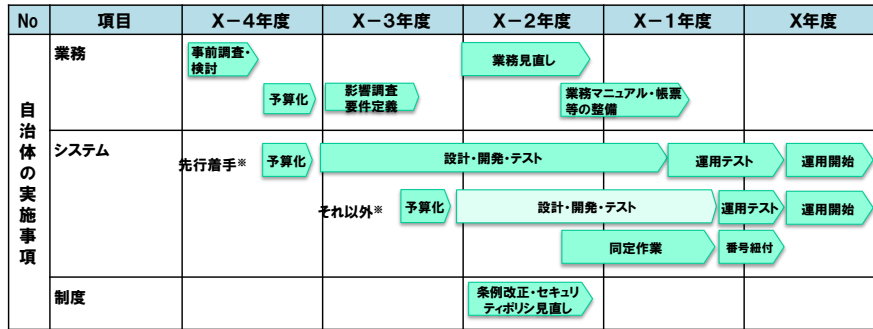 No 項目 X－4年度 X－3年度 X－2年度 X－1年度 X年度
自治体の実施事項
業務
事前調査・
検討
業務見直し
予算化
影響調査
要件定義
業務マニュアル・帳票
等の整備
システム
先行着手※ 予算化 設計・開発・テスト 運用テスト 運用開始
それ以外※ 予算化 設計・開発・テスト 運用テスト 運用開始
同定作業 番号紐付
制度
条例改正・セキュリ
ティポリシ見直し